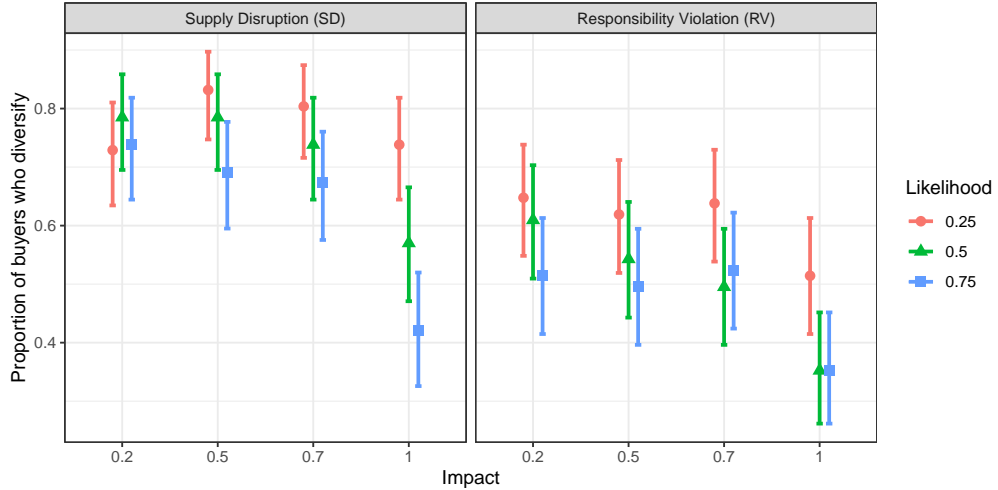 Supply Disruption (SD)
Responsibility Violation (RV)
Proportion of buyers who diversify
0.8
0.6
0.4
0.2
0.5
0.7
1
0.2
0.5
0.7
1
Impact
Likelihood
0.25
0.5
0.75